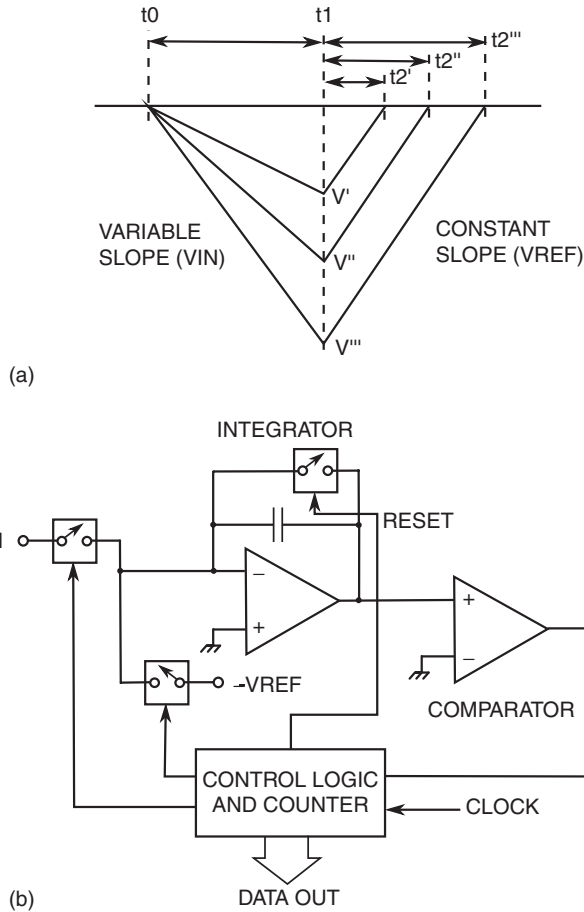 t0
t1
t2'''
t2''
t2'
V'
V''
V'''
VARIABLE
SLOPE (VIN)
CONSTANT
SLOPE (VREF)
(a)
INTEGRATOR
RESET
−
+
+
−
–VREF
COMPARATOR
CONTROL LOGIC
AND COUNTER
CLOCK
DATA OUT
(b)